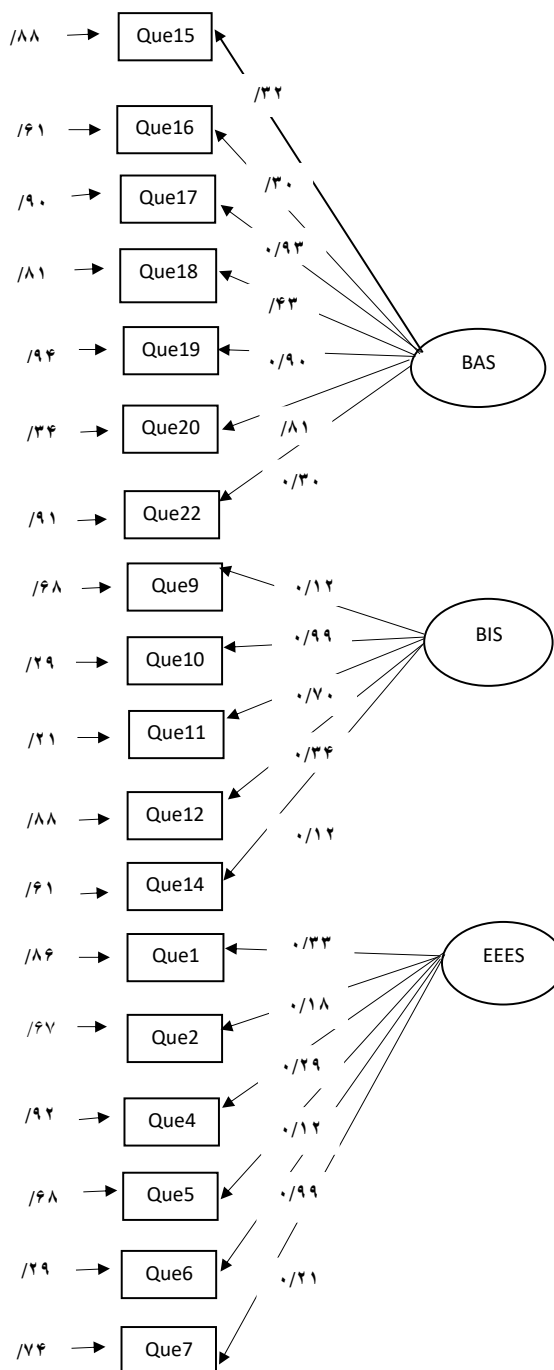 /۸۸ Que15
/۳۲
/۶۱ Que16
/۳۰
/۹۰ Que17
۰/۹۳
/۸۱ Que18
/۴۳
/۹۴ Que19
۰/۹۰
BAS
/۳۴ Que20
/۸۱
۰/۳۰
/۹۱ Que22
/۶۸ Que9
۰/۱۲
BIS
/۲۹ Que10
۰/۹۹
۰/۷۰
/۲۱ Que11
۰/۳۴
/۸۸ Que12
۰/۱۲
/۶۱ Que14
/۸۶ Que1
۰/۳۳
EEES
۰/۱۸
/۶۷ Que2
۰/۲۹
/۹۲ Que4
۰/۱۲
/۶۸ Que5
۰/۹۹
/۲۹ Que6
۰/۲۱
/۷۴ Que7